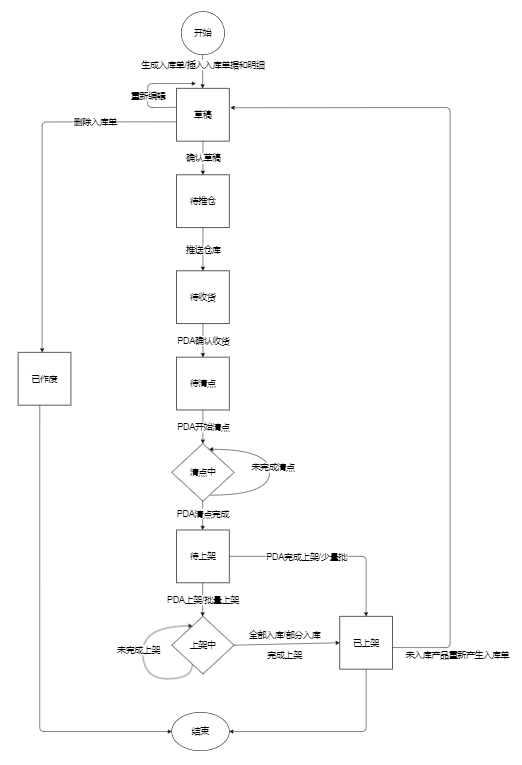 开始
生成入库单/插入入库单据和明细
重新编辑
草稿
删除入库单
确认草稿
待推仓
推送仓库
待收货
PDA确认收货
待清点
已作废
PDA开始清点
清点中
未完成清点
PDA清点完成
待上架
PDA完成上架/少量批
PDA上架/批量上架
未完成上架
上架中
全部入库/部分入库
完成上架
已上架
未入库产品重新产生入库单
结束